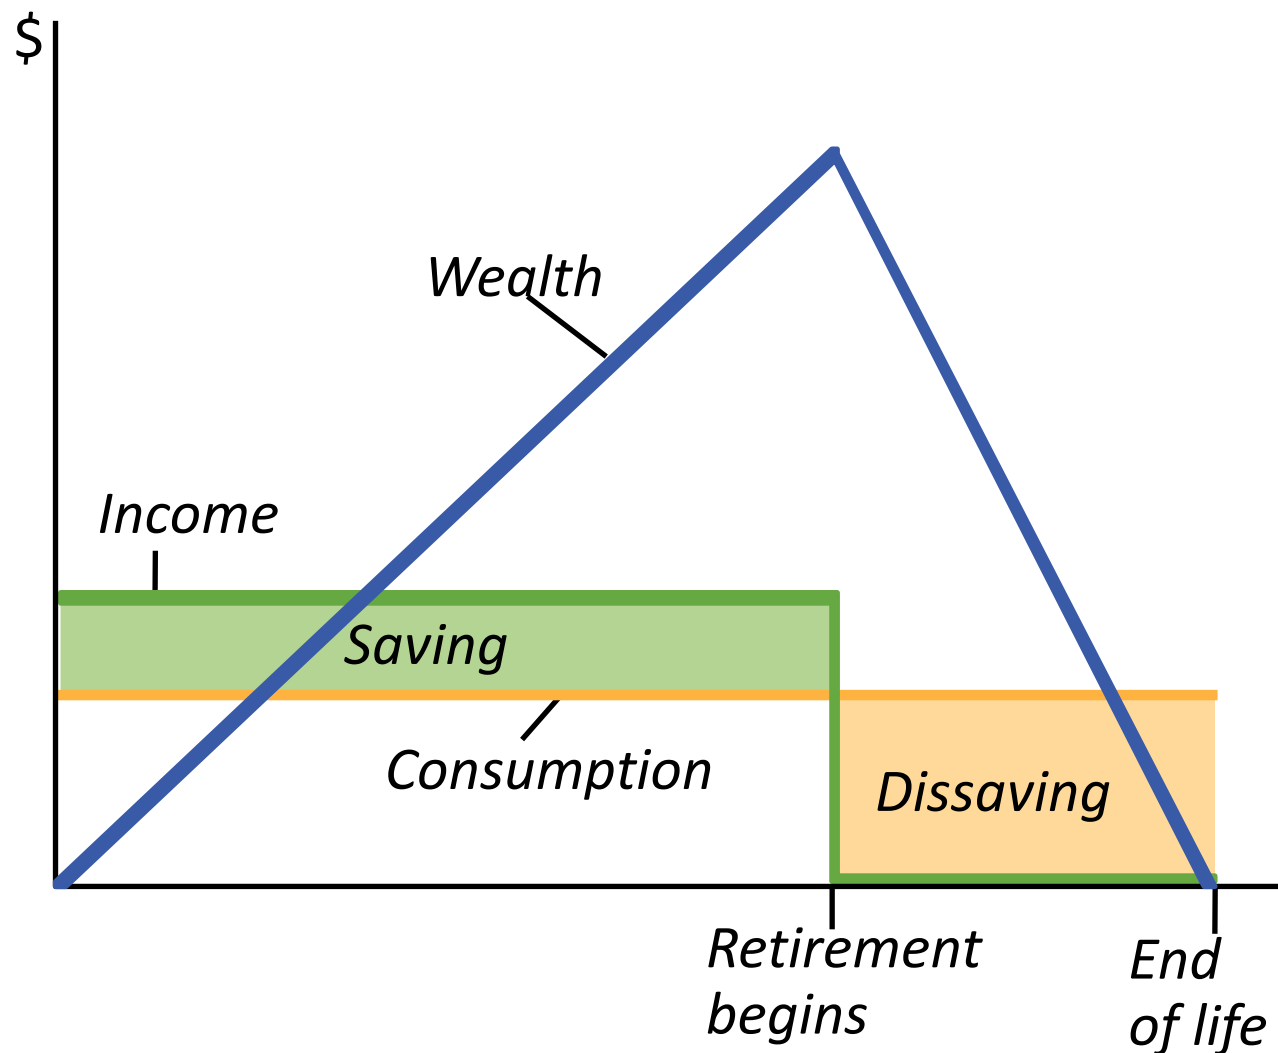 $
Wealth
Income
Saving
Consumption
Dissaving
Retirement
begins
End
of life